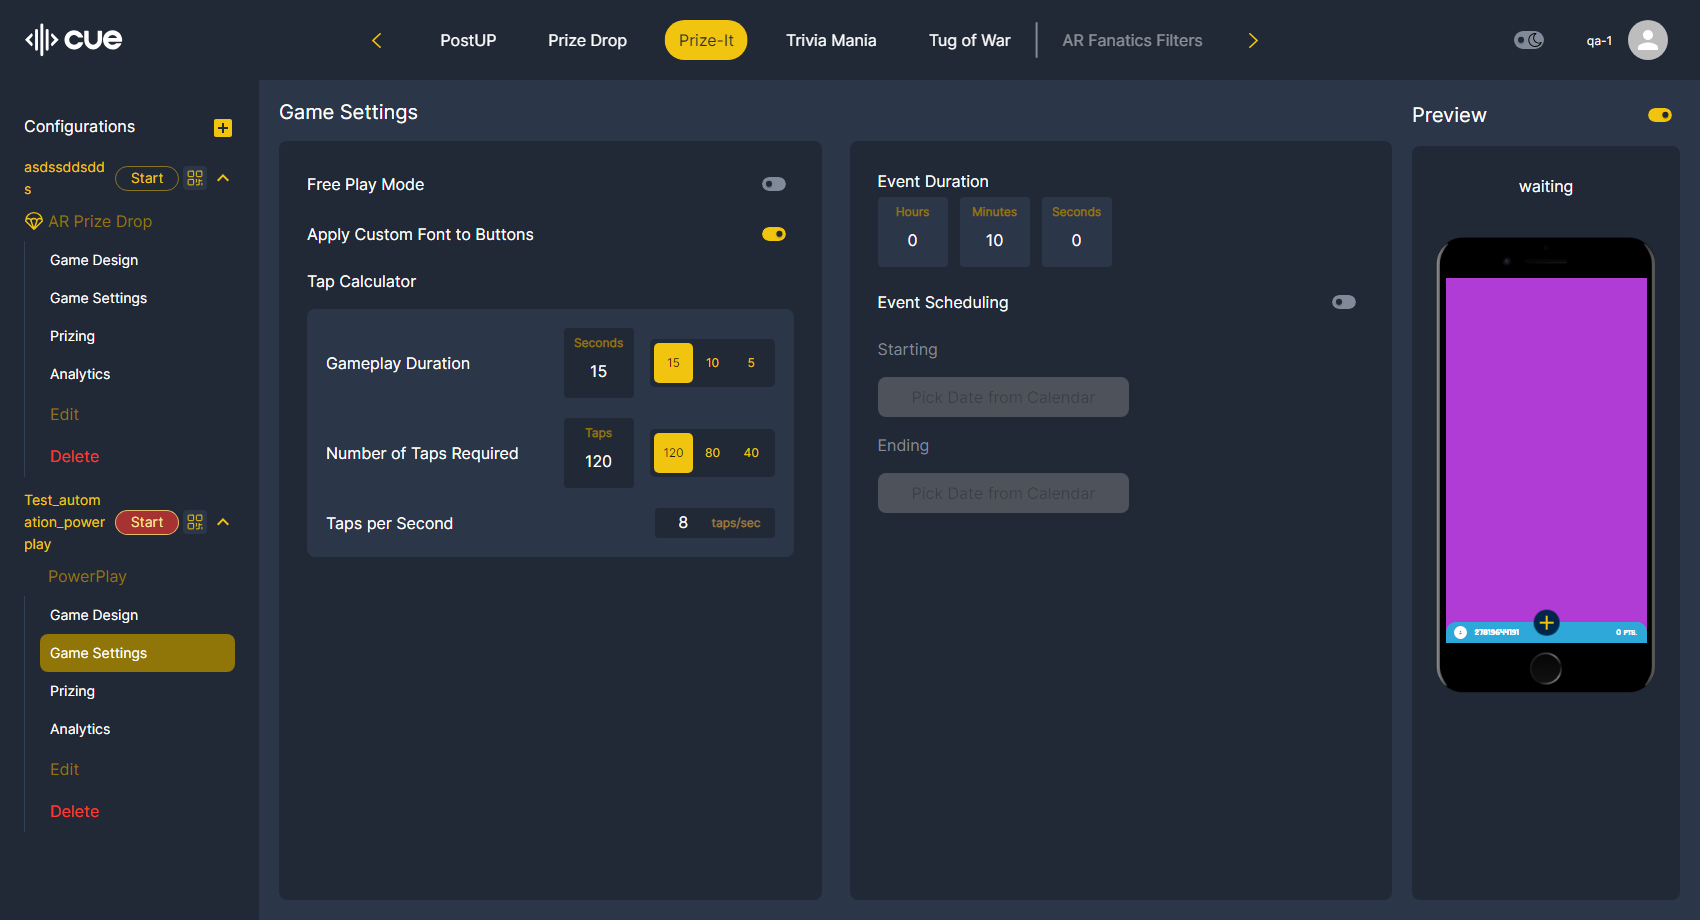 cue
PostUP
Prize Drop
Prize-It
Trivia Mania
Tug of War
AR Fanatics Filters
qa-1
Configurations
asdssddsdd
s
Start
AR Prize Drop
Game Design
Game Settings
Prizing
Analytics
Edit
Delete
Test_autom
ation_power
play
Start
PowerPlay
Game Design
Game Settings
Prizing
Analytics
Edit
Delete
Game Settings
Free Play Mode
Apply Custom Font to Buttons
Tap Calculator
Gameplay Duration
Seconds
15
15 10 5
Number of Taps Required
Taps
120
120 80 40
Taps per Second
8 taps/sec
Event Duration
Hours
0
Minutes
10
Seconds
0
Event Scheduling
Starting
Pick Date from Calendar
Ending
Pick Date from Calendar
Preview
waiting
0 PTS.